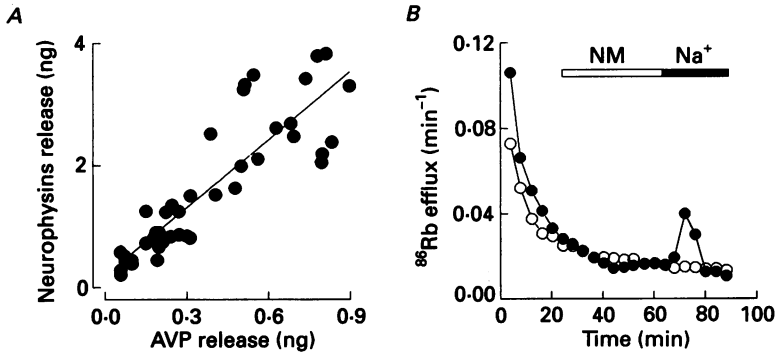 A
B
Neurophysins release (ng)
4
2
0
0·0
0·3
0·6
0·9
AVP release (ng)
⁸⁶Rb efflux (min⁻¹)
0·12
0·08
0·04
0·00
NM
Na⁺
0
20
40
60
80
100
Time (min)